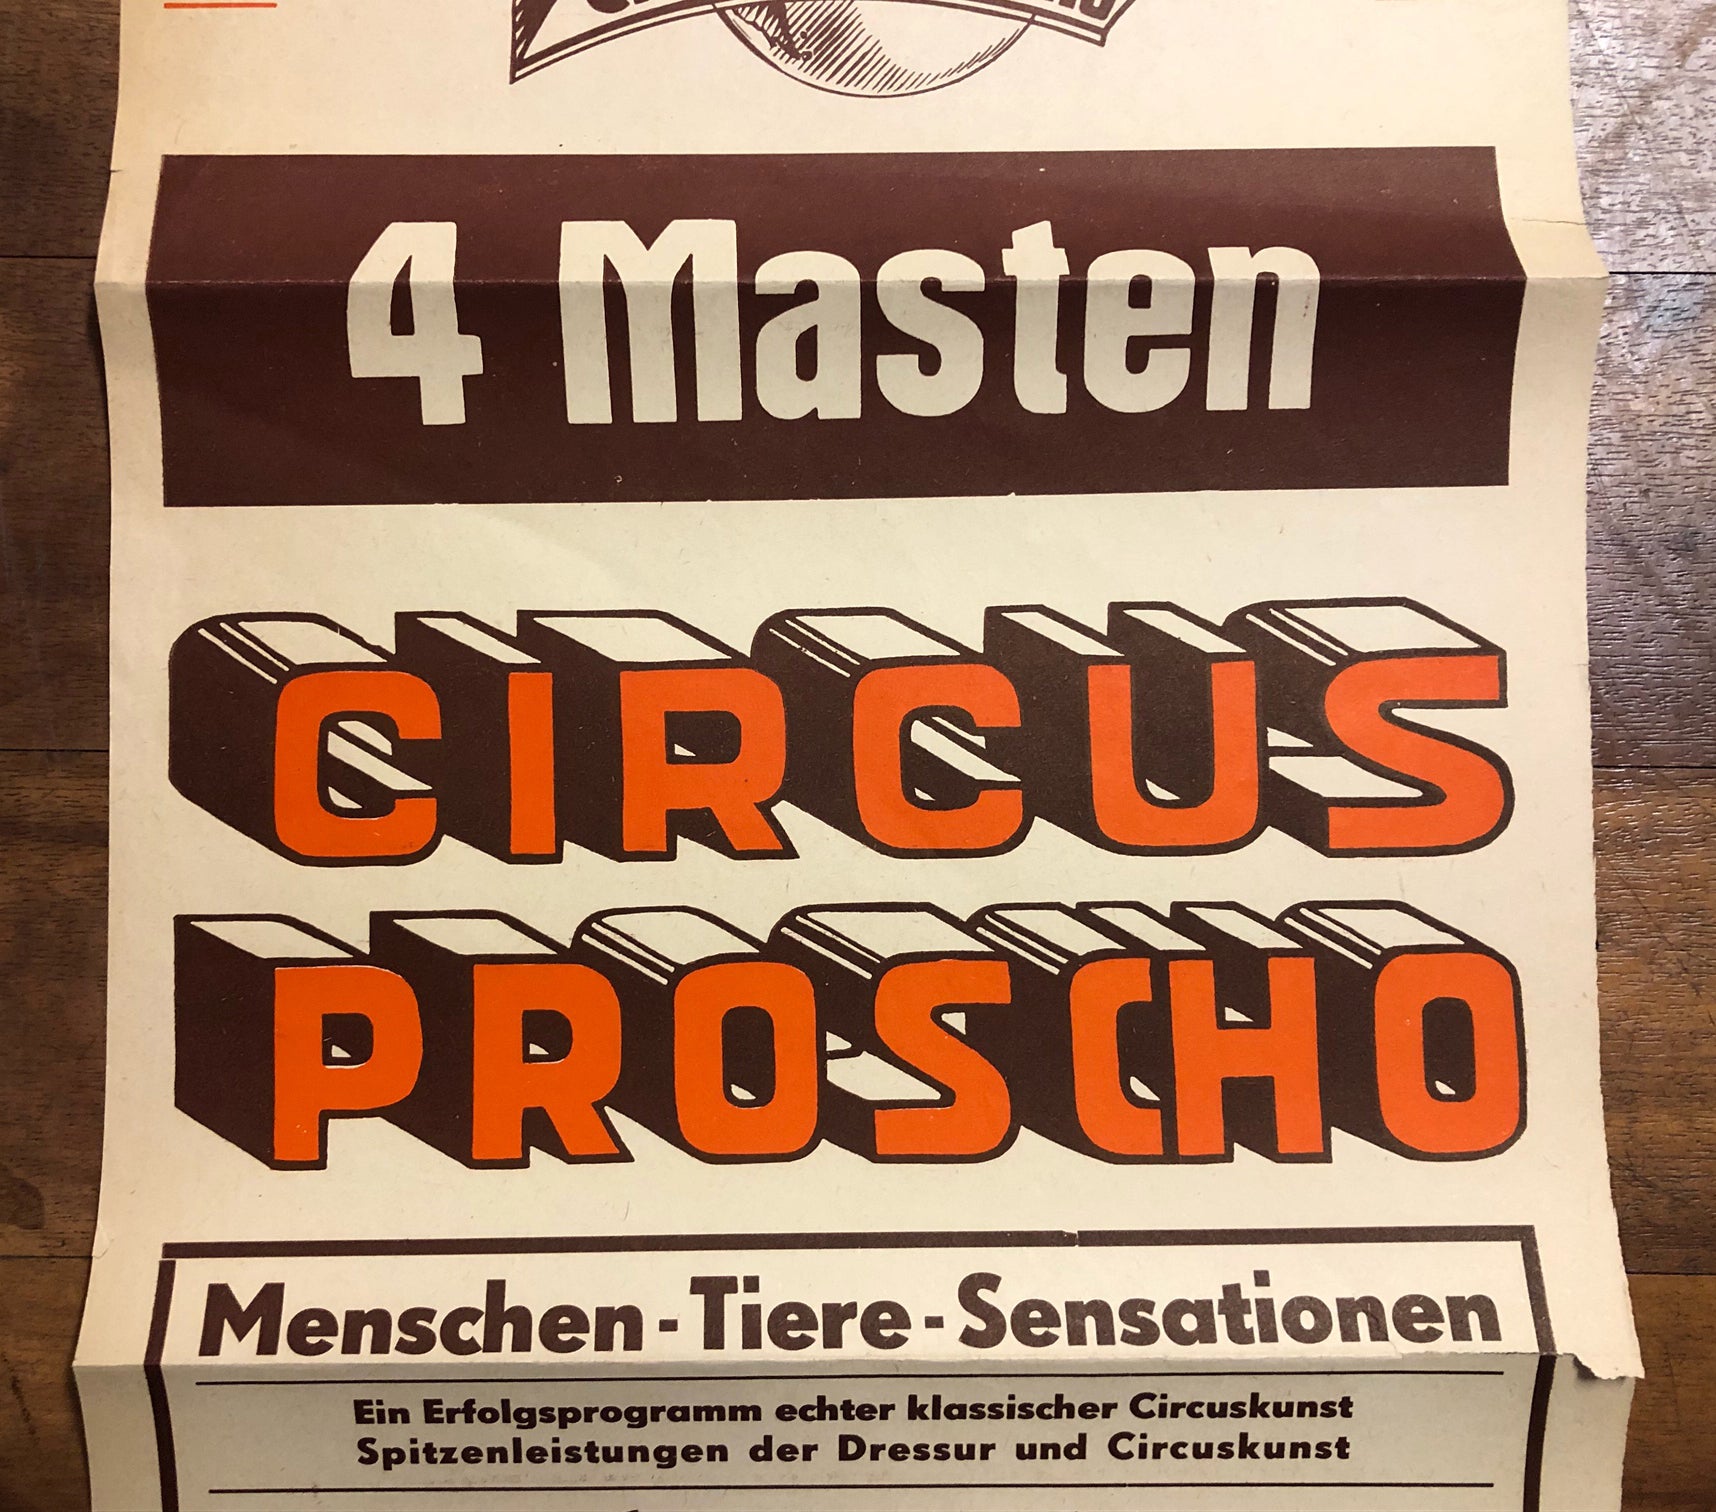 4 Masten
CIRCUS
PROSCHO
Menschen - Tiere - Sensationen
Ein Erfolgsprogramm echter klassischer Circuskunst
Spitzenleistungen der Dressur und Circuskunst